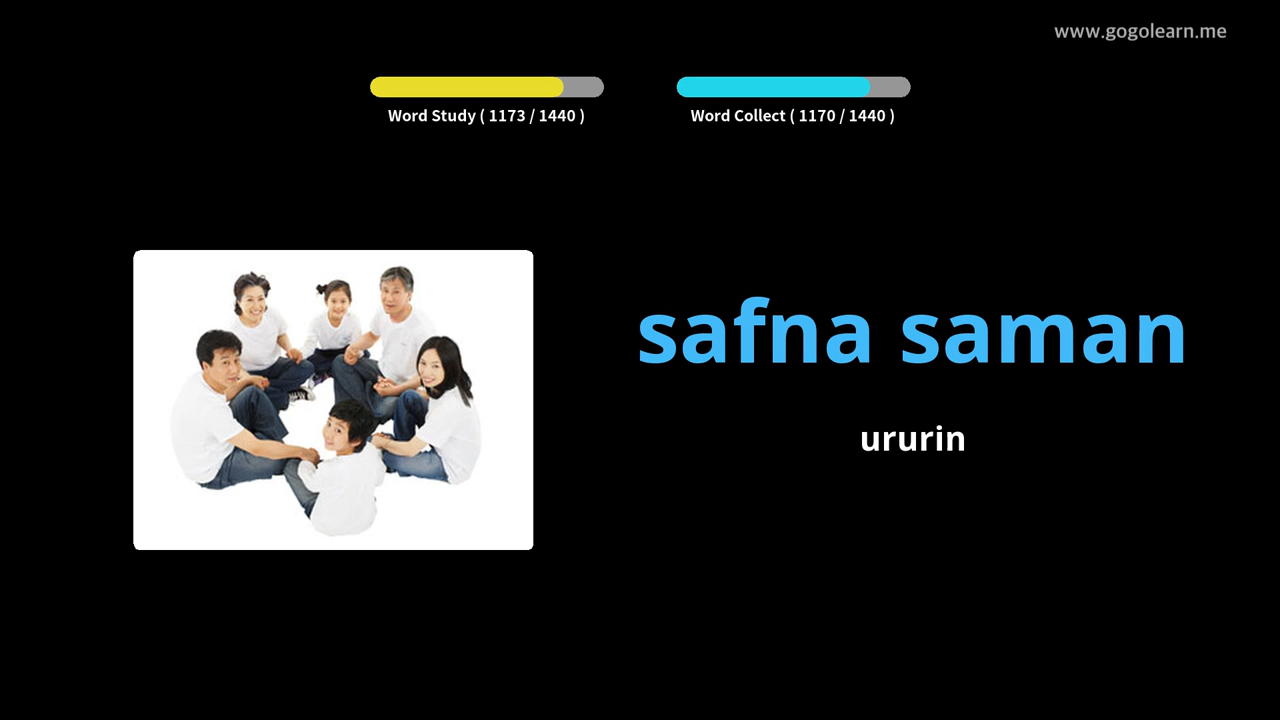 www.gogolearn.me
Word Study ( 1173 / 1440 )
Word Collect ( 1170 / 1440 )
safna saman
ururin